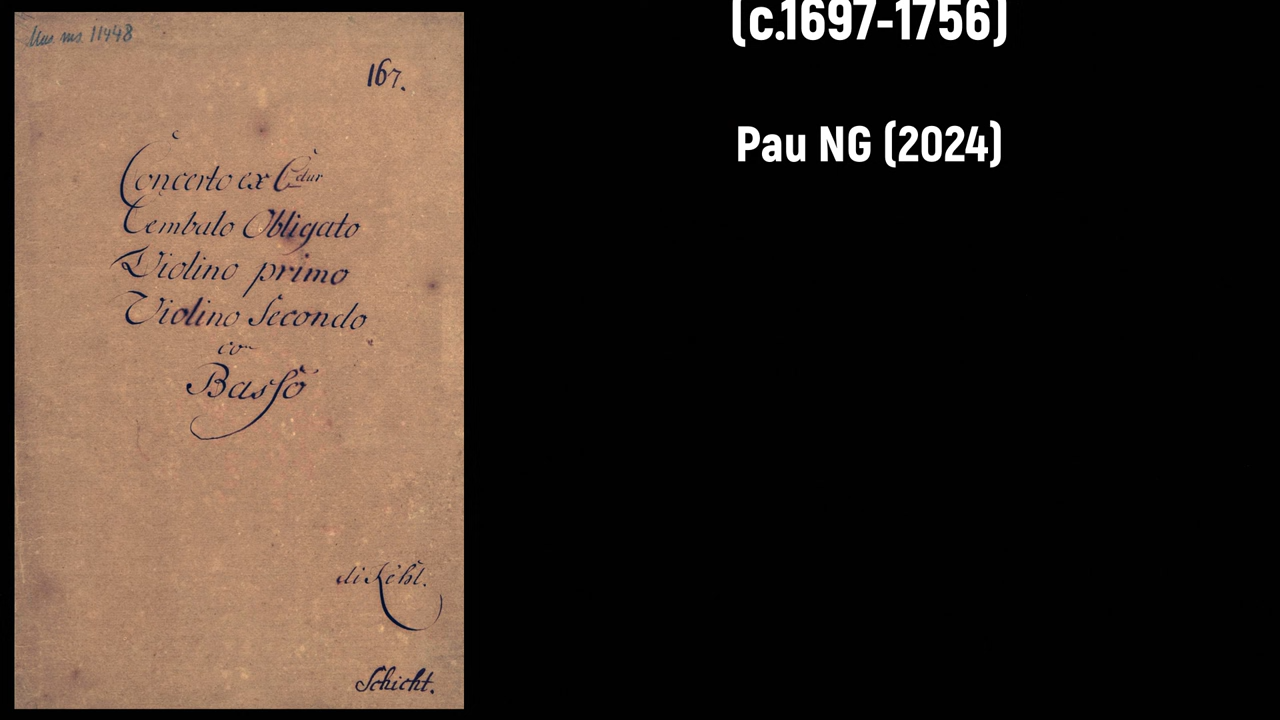 Mus. ms. 11448
167.
Concerto ex C dur
Cembalo Obligato
Violino primo
Violino Secondo
con
Basso
di Kehl.
Schicht.
(c.1697-1756)
Pau NG (2024)